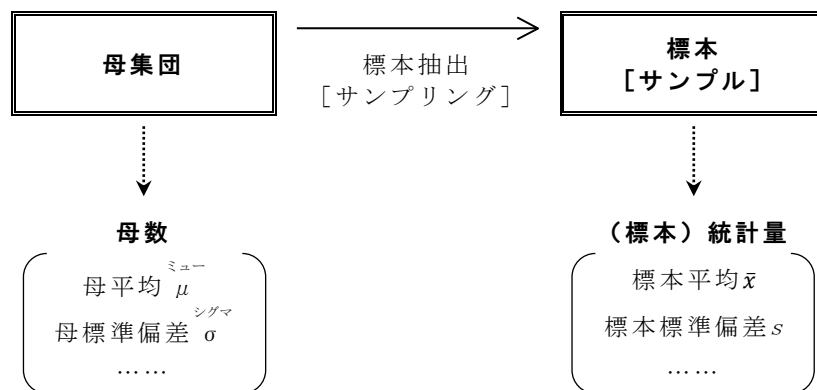 母集団
標本抽出
[サンプリング]
標本
[サンプル]
母数
ミュー
母平均 μ
シグマ
母標準偏差 σ
……
（標本）統計量
標本平均x̄
標本標準偏差s
……